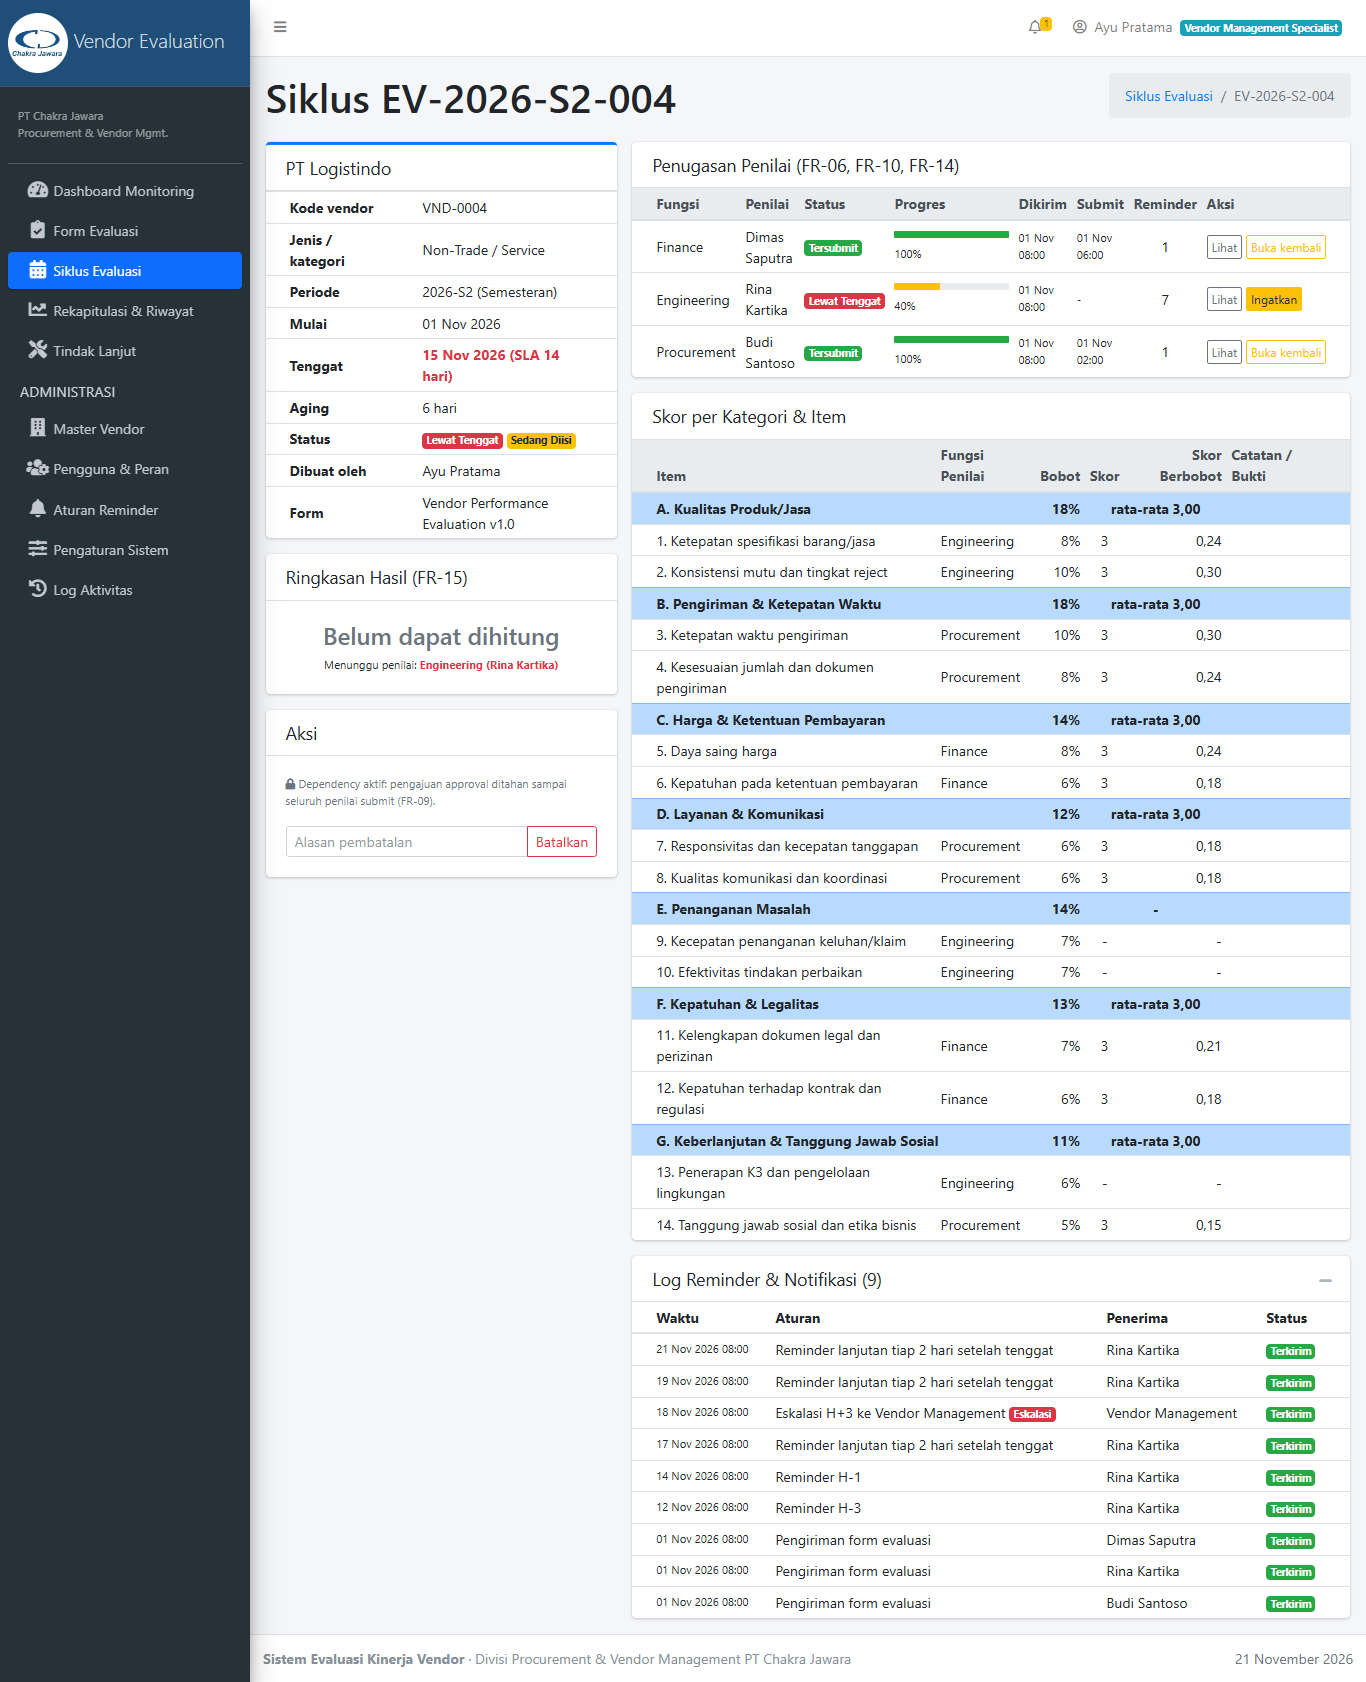 Chakra Jawara
Vendor Evaluation
1
Ayu Pratama Vendor Management Specialist
PT Chakra Jawara
Procurement & Vendor Mgmt.
Dashboard Monitoring
Form Evaluasi
Siklus Evaluasi
Rekapitulasi & Riwayat
Tindak Lanjut
ADMINISTRASI
Master Vendor
Pengguna & Peran
Aturan Reminder
Pengaturan Sistem
Log Aktivitas
Siklus EV-2026-S2-004
Siklus Evaluasi / EV-2026-S2-004
PT Logistindo
Kode vendor VND-0004
Jenis /
kategori
Non-Trade / Service
Periode 2026-S2 (Semesteran)
Mulai 01 Nov 2026
Tenggat
15 Nov 2026 (SLA 14
hari)
Aging 6 hari
Status Lewat Tenggat Sedang Diisi
Dibuat oleh Ayu Pratama
Form
Vendor Performance
Evaluation v1.0
Ringkasan Hasil (FR-15)
Belum dapat dihitung
Menunggu penilai: Engineering (Rina Kartika)
Aksi
Dependency aktif: pengajuan approval ditahan sampai
seluruh penilai submit (FR-09).
Alasan pembatalan Batalkan
Penugasan Penilai (FR-06, FR-10, FR-14)
Fungsi Penilai Status Progres Dikirim Submit Reminder Aksi
Finance
Dimas
Saputra
Tersubmit
100%
01 Nov
08:00
01 Nov
06:00
1
Lihat Buka kembali
Engineering
Rina
Kartika
Lewat Tenggat
40%
01 Nov
08:00
-
7
Lihat Ingatkan
Procurement
Budi
Santoso
Tersubmit
100%
01 Nov
08:00
01 Nov
02:00
1
Lihat Buka kembali
Skor per Kategori & Item
Item
Fungsi
Penilai
Bobot Skor
Skor
Berbobot
Catatan /
Bukti
A. Kualitas Produk/Jasa 18% rata-rata 3,00
1. Ketepatan spesifikasi barang/jasa Engineering 8% 3 0,24
2. Konsistensi mutu dan tingkat reject Engineering 10% 3 0,30
B. Pengiriman & Ketepatan Waktu 18% rata-rata 3,00
3. Ketepatan waktu pengiriman Procurement 10% 3 0,30
4. Kesesuaian jumlah dan dokumen
pengiriman
Procurement 8% 3 0,24
C. Harga & Ketentuan Pembayaran 14% rata-rata 3,00
5. Daya saing harga Finance 8% 3 0,24
6. Kepatuhan pada ketentuan pembayaran Finance 6% 3 0,18
D. Layanan & Komunikasi 12% rata-rata 3,00
7. Responsivitas dan kecepatan tanggapan Procurement 6% 3 0,18
8. Kualitas komunikasi dan koordinasi Procurement 6% 3 0,18
E. Penanganan Masalah 14% -
9. Kecepatan penanganan keluhan/klaim Engineering 7% - -
10. Efektivitas tindakan perbaikan Engineering 7% - -
F. Kepatuhan & Legalitas 13% rata-rata 3,00
11. Kelengkapan dokumen legal dan
perizinan
Finance 7% 3 0,21
12. Kepatuhan terhadap kontrak dan
regulasi
Finance 6% 3 0,18
G. Keberlanjutan & Tanggung Jawab Sosial 11% rata-rata 3,00
13. Penerapan K3 dan pengelolaan
lingkungan
Engineering 6% - -
14. Tanggung jawab sosial dan etika bisnis Procurement 5% 3 0,15
Log Reminder & Notifikasi (9)
Waktu Aturan Penerima Status
21 Nov 2026 08:00 Reminder lanjutan tiap 2 hari setelah tenggat Rina Kartika Terkirim
19 Nov 2026 08:00 Reminder lanjutan tiap 2 hari setelah tenggat Rina Kartika Terkirim
18 Nov 2026 08:00 Eskalasi H+3 ke Vendor Management Eskalasi Vendor Management Terkirim
17 Nov 2026 08:00 Reminder lanjutan tiap 2 hari setelah tenggat Rina Kartika Terkirim
14 Nov 2026 08:00 Reminder H-1 Rina Kartika Terkirim
12 Nov 2026 08:00 Reminder H-3 Rina Kartika Terkirim
01 Nov 2026 08:00 Pengiriman form evaluasi Dimas Saputra Terkirim
01 Nov 2026 08:00 Pengiriman form evaluasi Rina Kartika Terkirim
01 Nov 2026 08:00 Pengiriman form evaluasi Budi Santoso Terkirim
Sistem Evaluasi Kinerja Vendor · Divisi Procurement & Vendor Management PT Chakra Jawara
21 November 2026